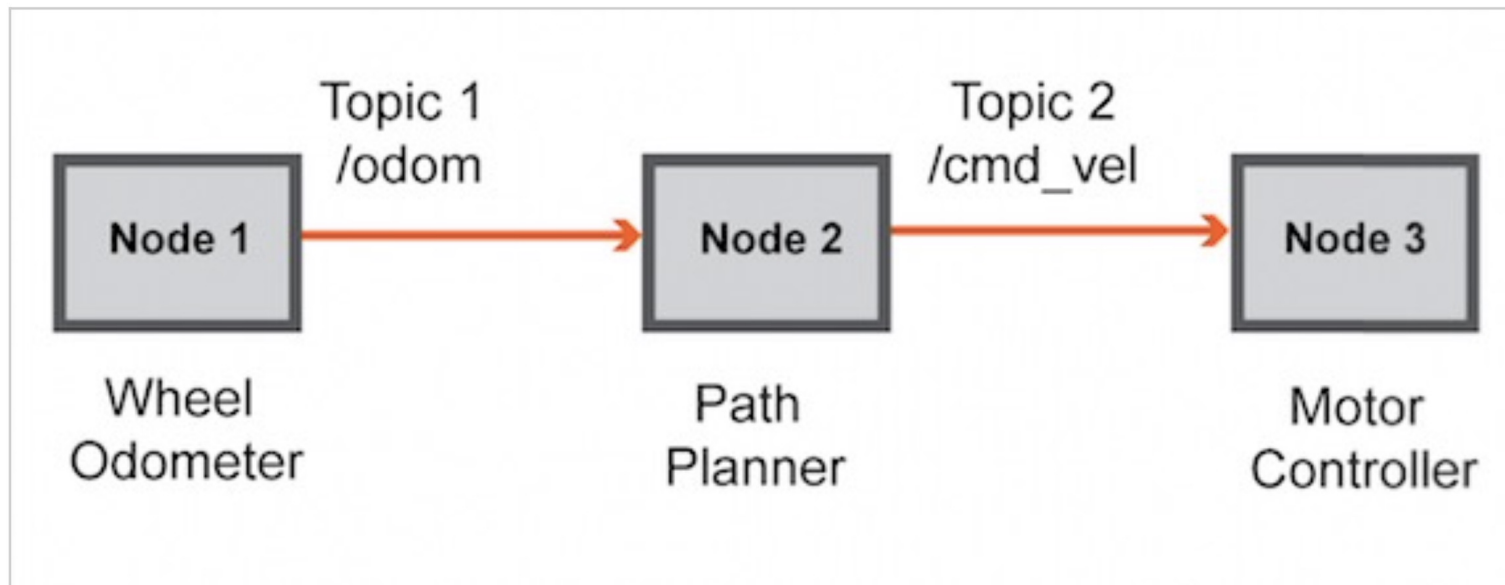 Topic 1
/odom
Topic 2
/cmd_vel
Node 1
Node 2
Node 3
Wheel
Odometer
Path
Planner
Motor
Controller